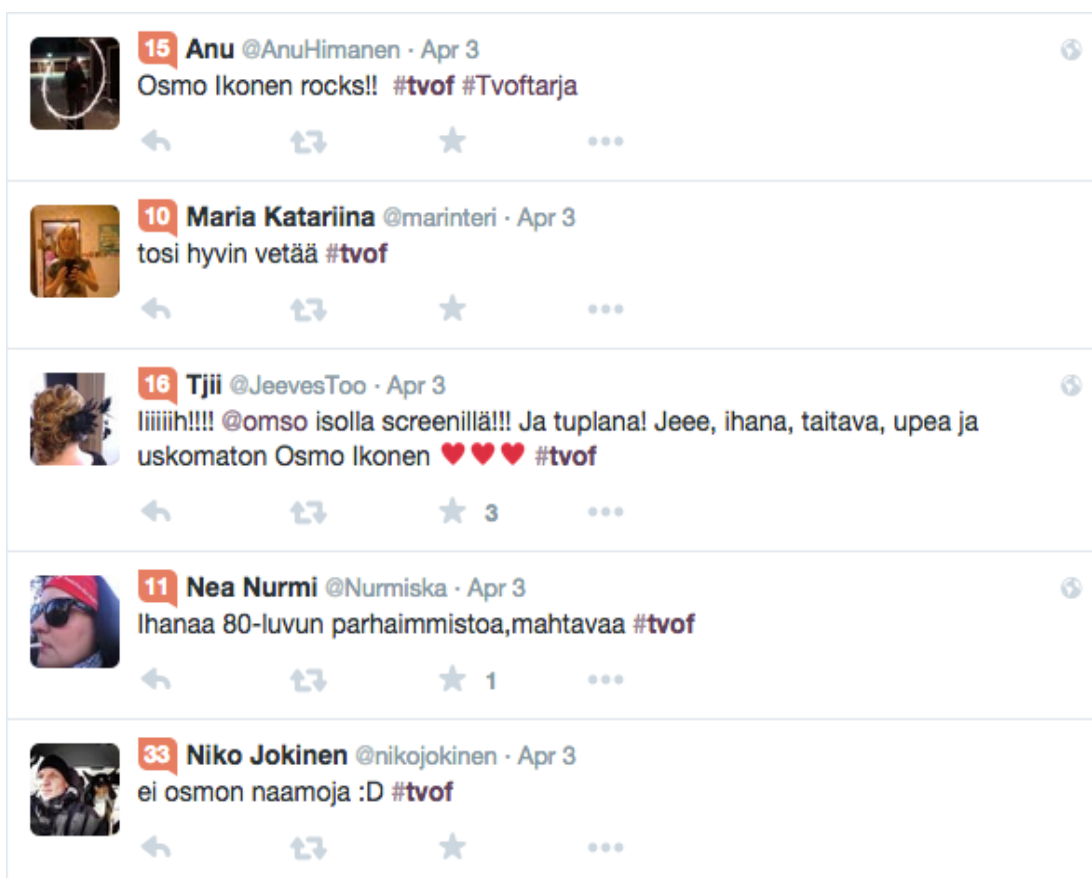 15 Anu @AnuHimanen · Apr 3
Osmo Ikonen rocks!! #tvof #Tvoftarja
10 Maria Katariina @marinteri · Apr 3
tosi hyvin vetää #tvof
16 Tjii @JeevesToo · Apr 3
Iiiiiih!!!! @omso isolla screenillä!!! Ja tuplana! Jeee, ihana, taitava, upea ja
uskomaton Osmo Ikonen ♥♥♥ #tvof
3
11 Nea Nurmi @Nurmiska · Apr 3
Ihanaa 80-luvun parhaimmistoa,mahtavaa #tvof
1
33 Niko Jokinen @nikojokinen · Apr 3
ei osmon naamoja :D #tvof